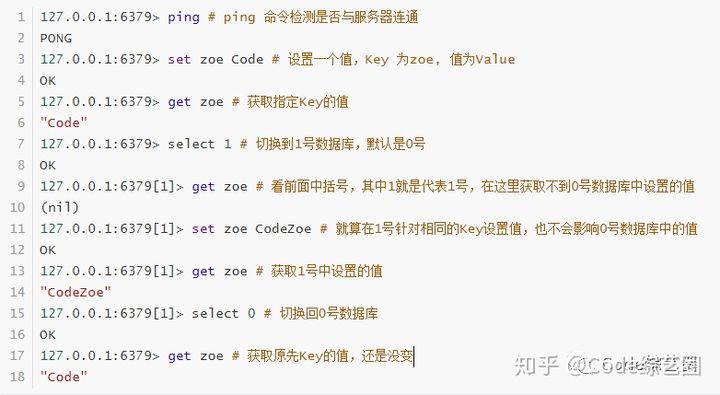 1 127.0.0.1:6379> ping # ping 命令检测是否与服务器连通
2 PONG
3 127.0.0.1:6379> set zoe Code # 设置一个值，Key 为zoe, 值为Value
4 OK
5 127.0.0.1:6379> get zoe # 获取指定Key的值
6 "Code"
7 127.0.0.1:6379> select 1 # 切换到1号数据库，默认是0号
8 OK
9 127.0.0.1:6379[1]> get zoe # 看前面中括号，其中1就是代表1号，在这里获取不到0号数据库中设置的值
10 (nil)
11 127.0.0.1:6379[1]> set zoe CodeZoe # 就算在1号针对相同的Key设置值，也不会影响0号数据库中的值
12 OK
13 127.0.0.1:6379[1]> get zoe # 获取1号中设置的值
14 "CodeZoe"
15 127.0.0.1:6379[1]> select 0 # 切换回0号数据库
16 OK
17 127.0.0.1:6379> get zoe # 获取原先Key的值，还是没变
18 "Code"
知乎 @Code综艺圈